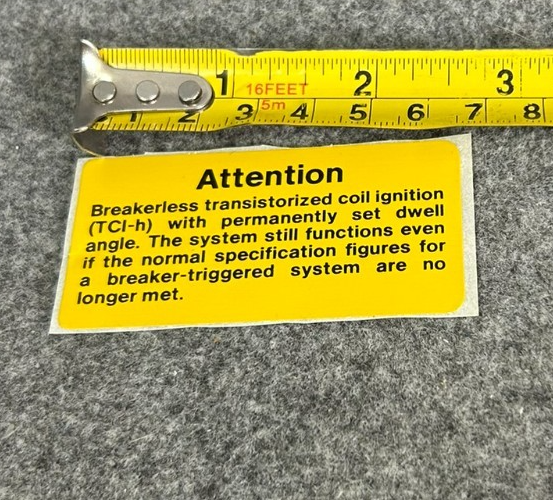 1 2 3
16FEET
5m
1 2 3 4 5 6 7 8
Attention
Breakerless transistorized coil ignition
(TCI-h) with permanently set dwell
angle. The system still functions even
if the normal specification figures for
a breaker-triggered system are no
longer met.